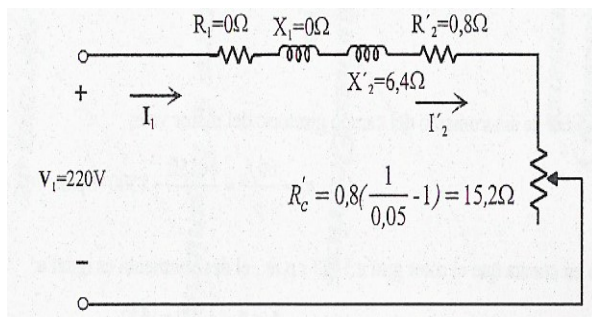 R₁=0Ω X₁=0Ω R´₂=0,8Ω
X´₂=6,4Ω
+
I₁
I´₂
V₁=220V
R'c = 0,8(1/0,05 -1) = 15,2Ω
−